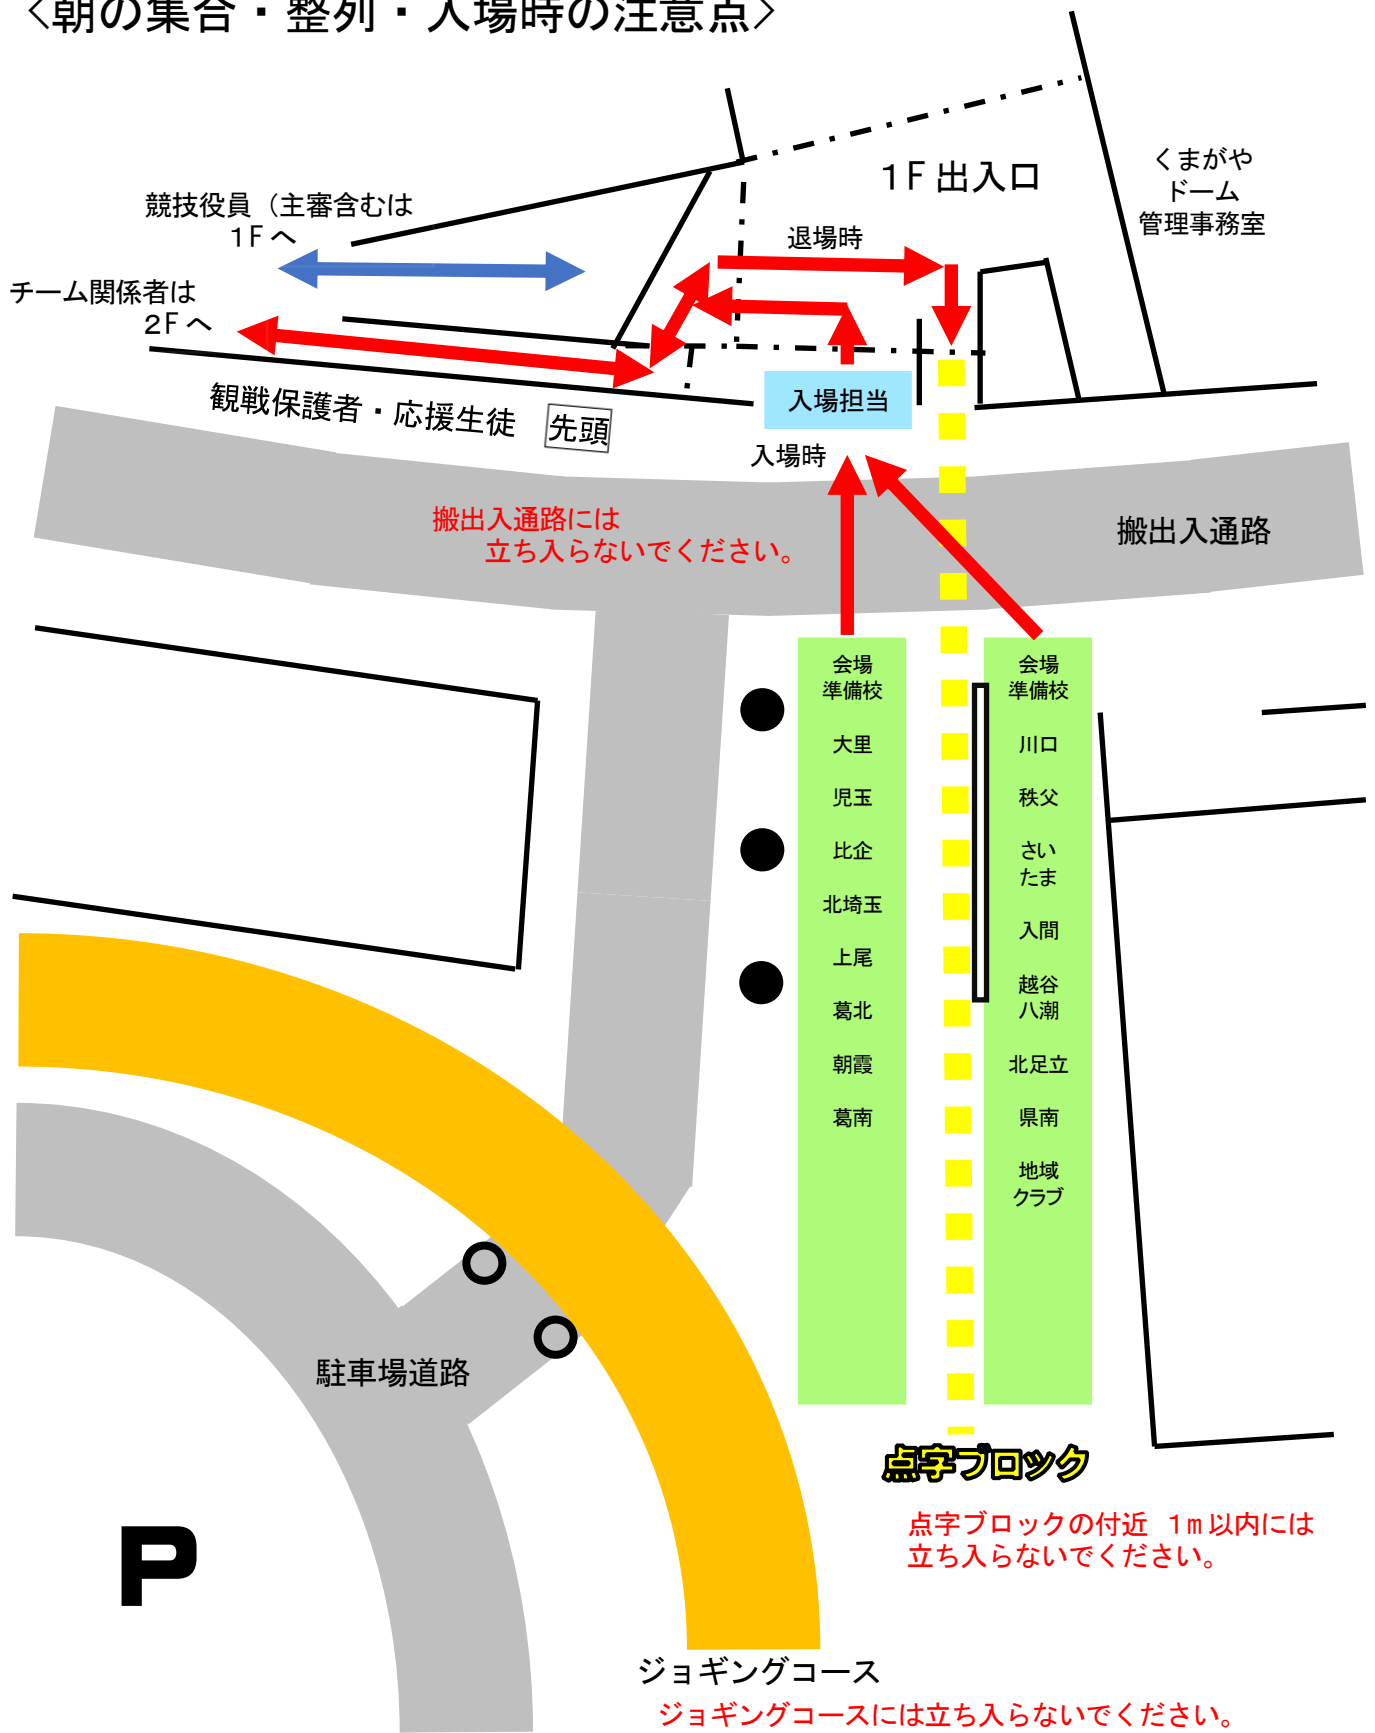 ＜朝の集合・整列・入場時の注意点＞
1F出入口
くまがや
ドーム
管理事務室
競技役員（主審含むは
1Fへ
退場時
チーム関係者は
2Fへ
観戦保護者・応援生徒 先頭
入場担当
入場時
搬出入通路には
立ち入らないでください。
搬出入通路
会場
準備校
大里
児玉
比企
北埼玉
上尾
葛北
朝霞
葛南
会場
準備校
川口
秩父
さい
たま
入間
越谷
八潮
北足立
県南
地域
クラブ
駐車場道路
点字ブロック
点字ブロックの付近 1m以内には
立ち入らないでください。
P
ジョギングコース
ジョギングコースには立ち入らないでください。